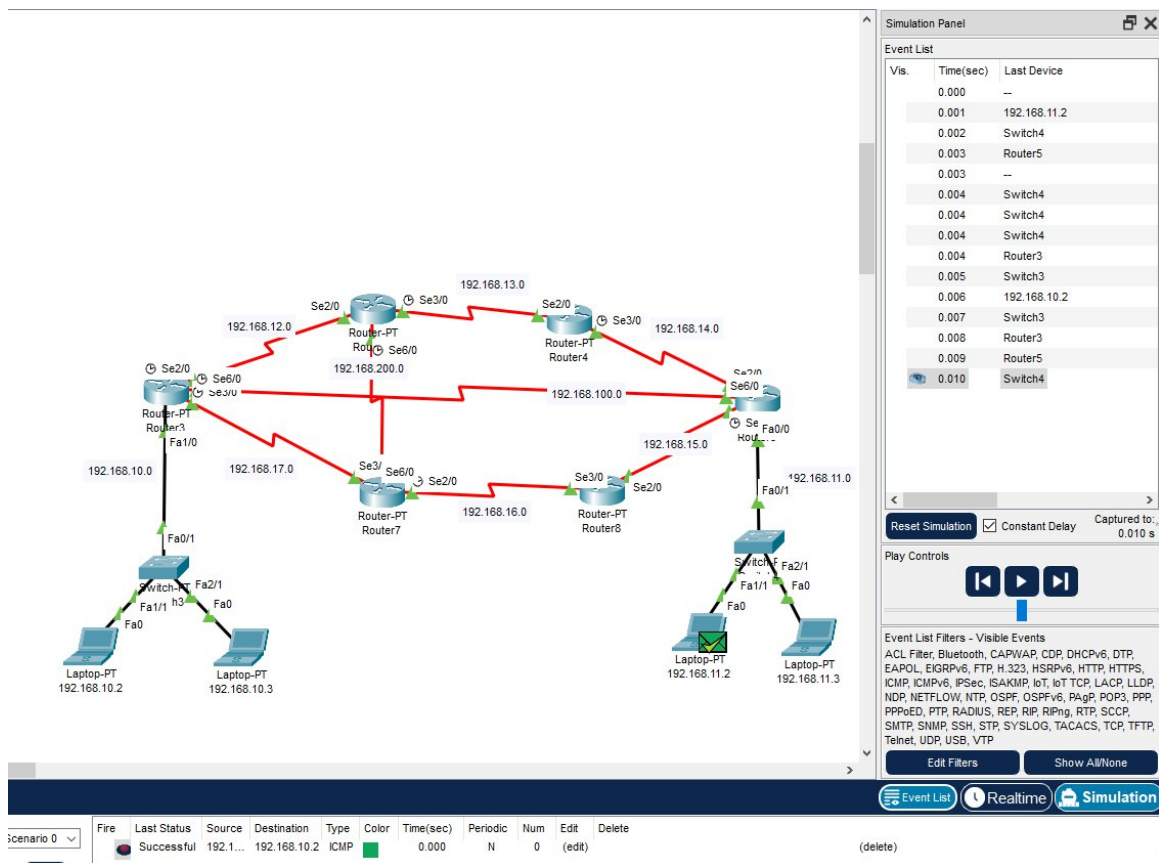 Simulation Panel
Event List
Vis. Time(sec) Last Device
0.000 --
0.001 192.168.11.2
0.002 Switch4
0.003 Router5
0.003 --
0.004 Switch4
0.004 Switch4
0.004 Switch4
0.004 Router3
0.005 Switch3
0.006 192.168.10.2
0.007 Switch3
0.008 Router3
0.009 Router5
0.010 Switch4
Reset Simulation Constant Delay Captured to:
0.010 s
Play Controls
Event List Filters - Visible Events
ACL Filter, Bluetooth, CAPWAP, CDP, DHCPv6, DTP,
EAPOL, EIGRPv6, FTP, H.323, HSRPv6, HTTP, HTTPS,
ICMP, ICMPv6, IPSec, ISAKMP, IoT, IoT TCP, LACP, LLDP,
NDP, NETFLOW, NTP, OSPF, OSPFv6, PAgP, POP3, PPP,
PPPoED, PTP, RADIUS, REP, RIP, RIPng, RTP, SCCP,
SMTP, SNMP, SSH, STP, SYSLOG, TACACS, TCP, TFTP,
Telnet, UDP, USB, VTP
Edit Filters Show All/None
Event List Realtime Simulation
192.168.13.0
Se2/0 Se3/0 Se2/0
Se3/0
192.168.12.0 192.168.14.0
Router-PT
Router-PT
Router4
Se6/0
192.168.200.0
Se2/0
Se6/0
Se3/0
Se6/0
192.168.100.0
Router-PT
Router3
Fa1/0
Fa0/0
192.168.15.0
192.168.10.0 192.168.17.0
192.168.11.0
Se6/0 Se2/0 Se3/0 Se2/0
Fa0/1
192.168.16.0
Router-PT
Router7
Router-PT
Router8
Fa0/1
Fa2/1
Fa1/1
Fa0 Fa0
Fa2/1
Fa1/1
Fa0 Fa0
Laptop-PT
192.168.10.2
Laptop-PT
192.168.10.3
Laptop-PT
192.168.11.2
Laptop-PT
192.168.11.3
Scenario 0
Fire Last Status Source Destination Type Color Time(sec) Periodic Num Edit Delete
Successful 192.1... 192.168.10.2 ICMP 0.000 N 0 (edit) (delete)